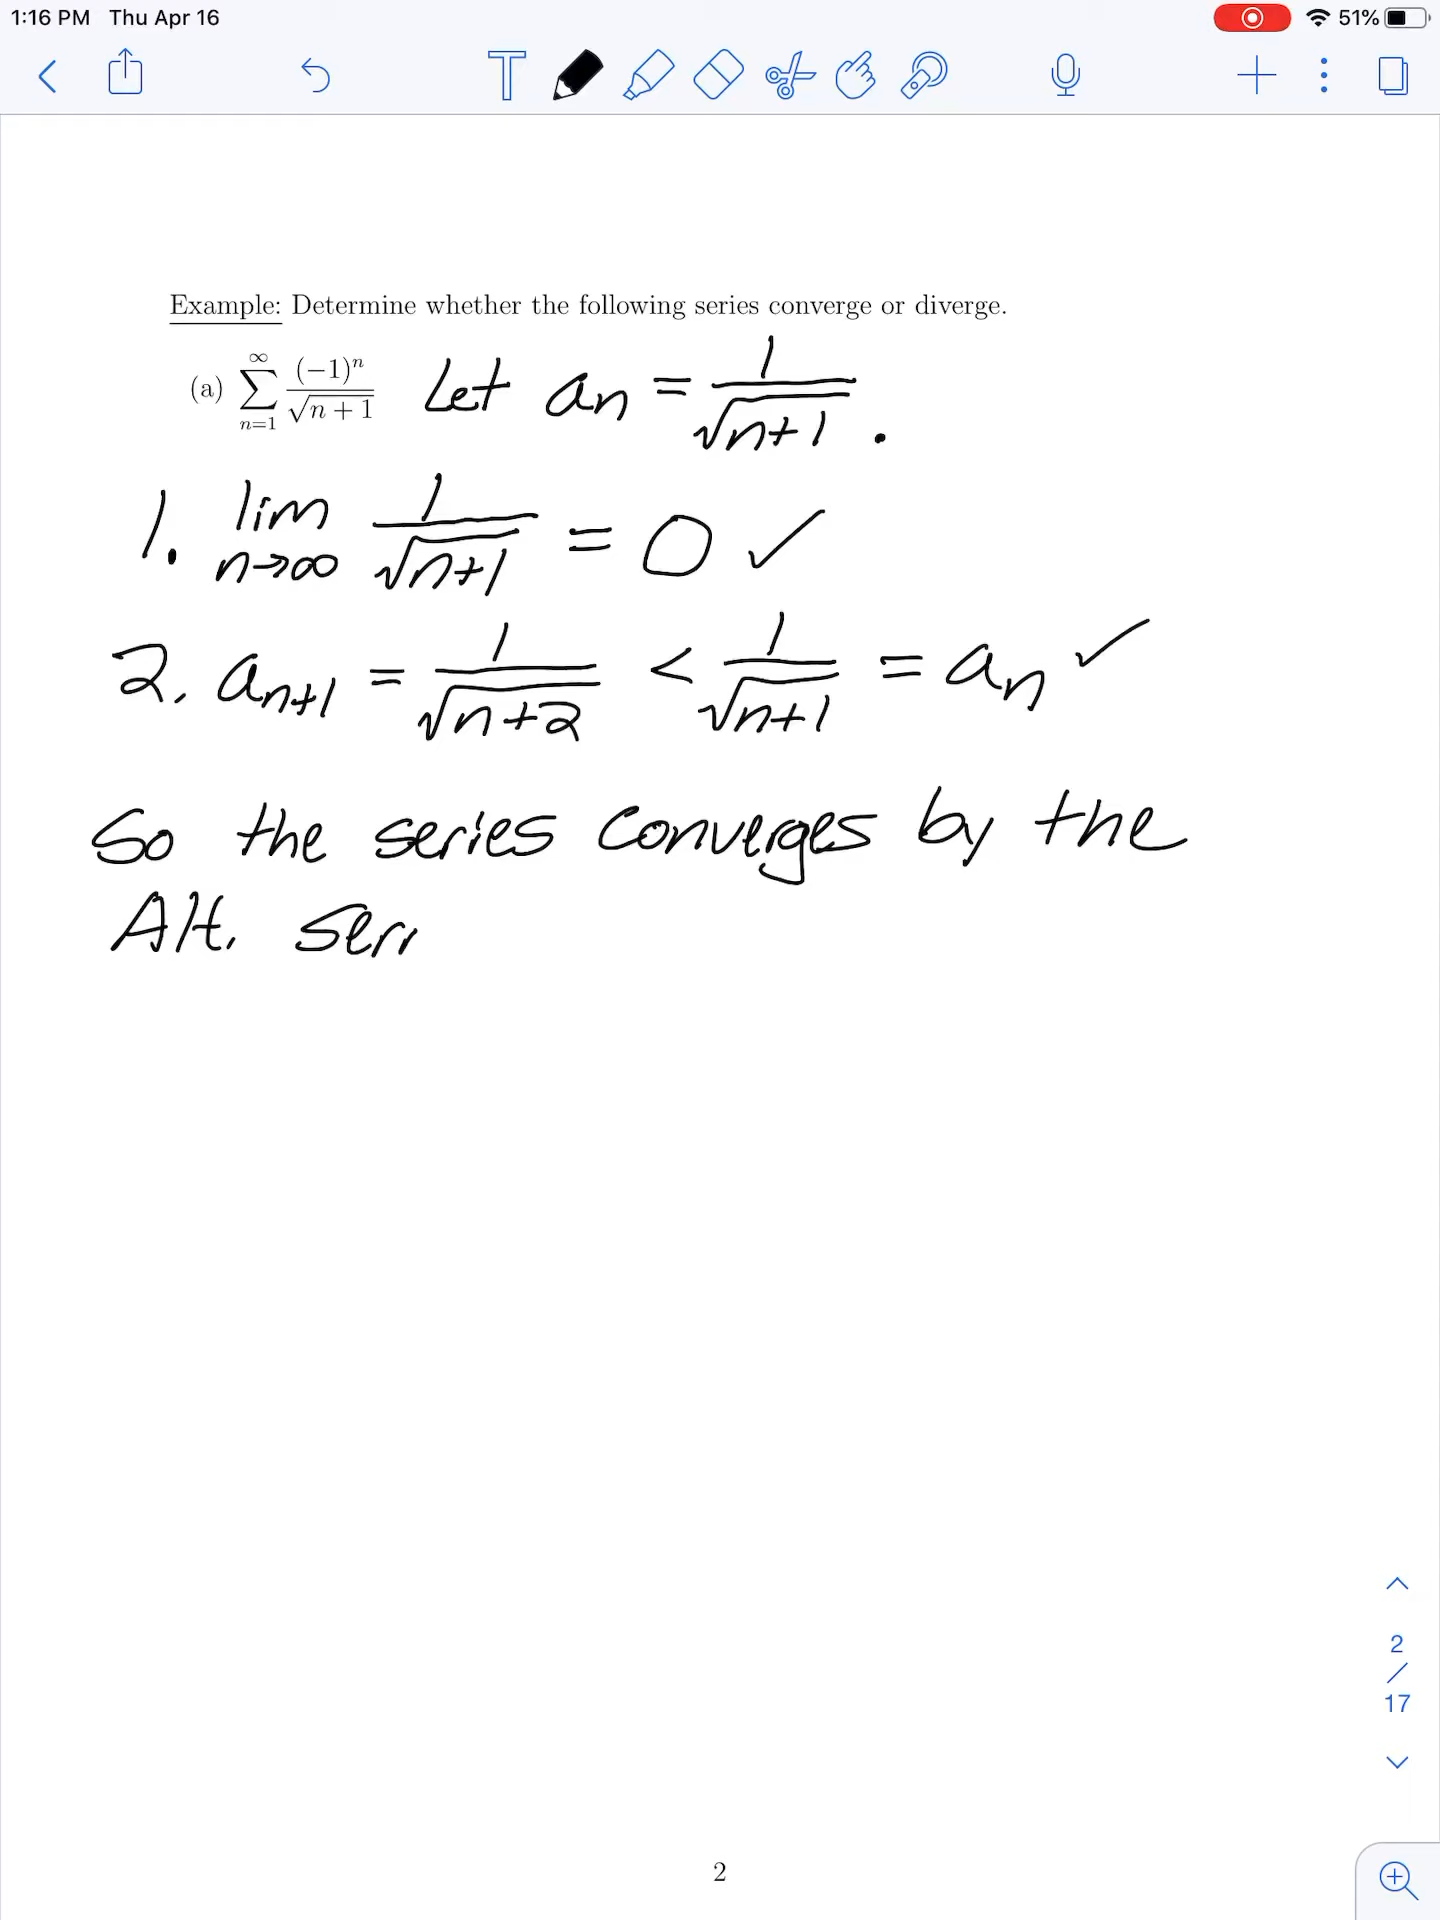 1:16 PM Thu Apr 16 51%
T
Example: Determine whether the following series converge or diverge.
(a) ∑_{n=1}^{∞} (-1)^n/√(n+1) Let an = 1/√(n+1) .
1. lim_{n→∞} 1/√(n+1) = 0 ✓
2. a_{n+1} = 1/√(n+2) < 1/√(n+1) = an ✓
So the series converges by the
Alt. Seri
2
/
17
2